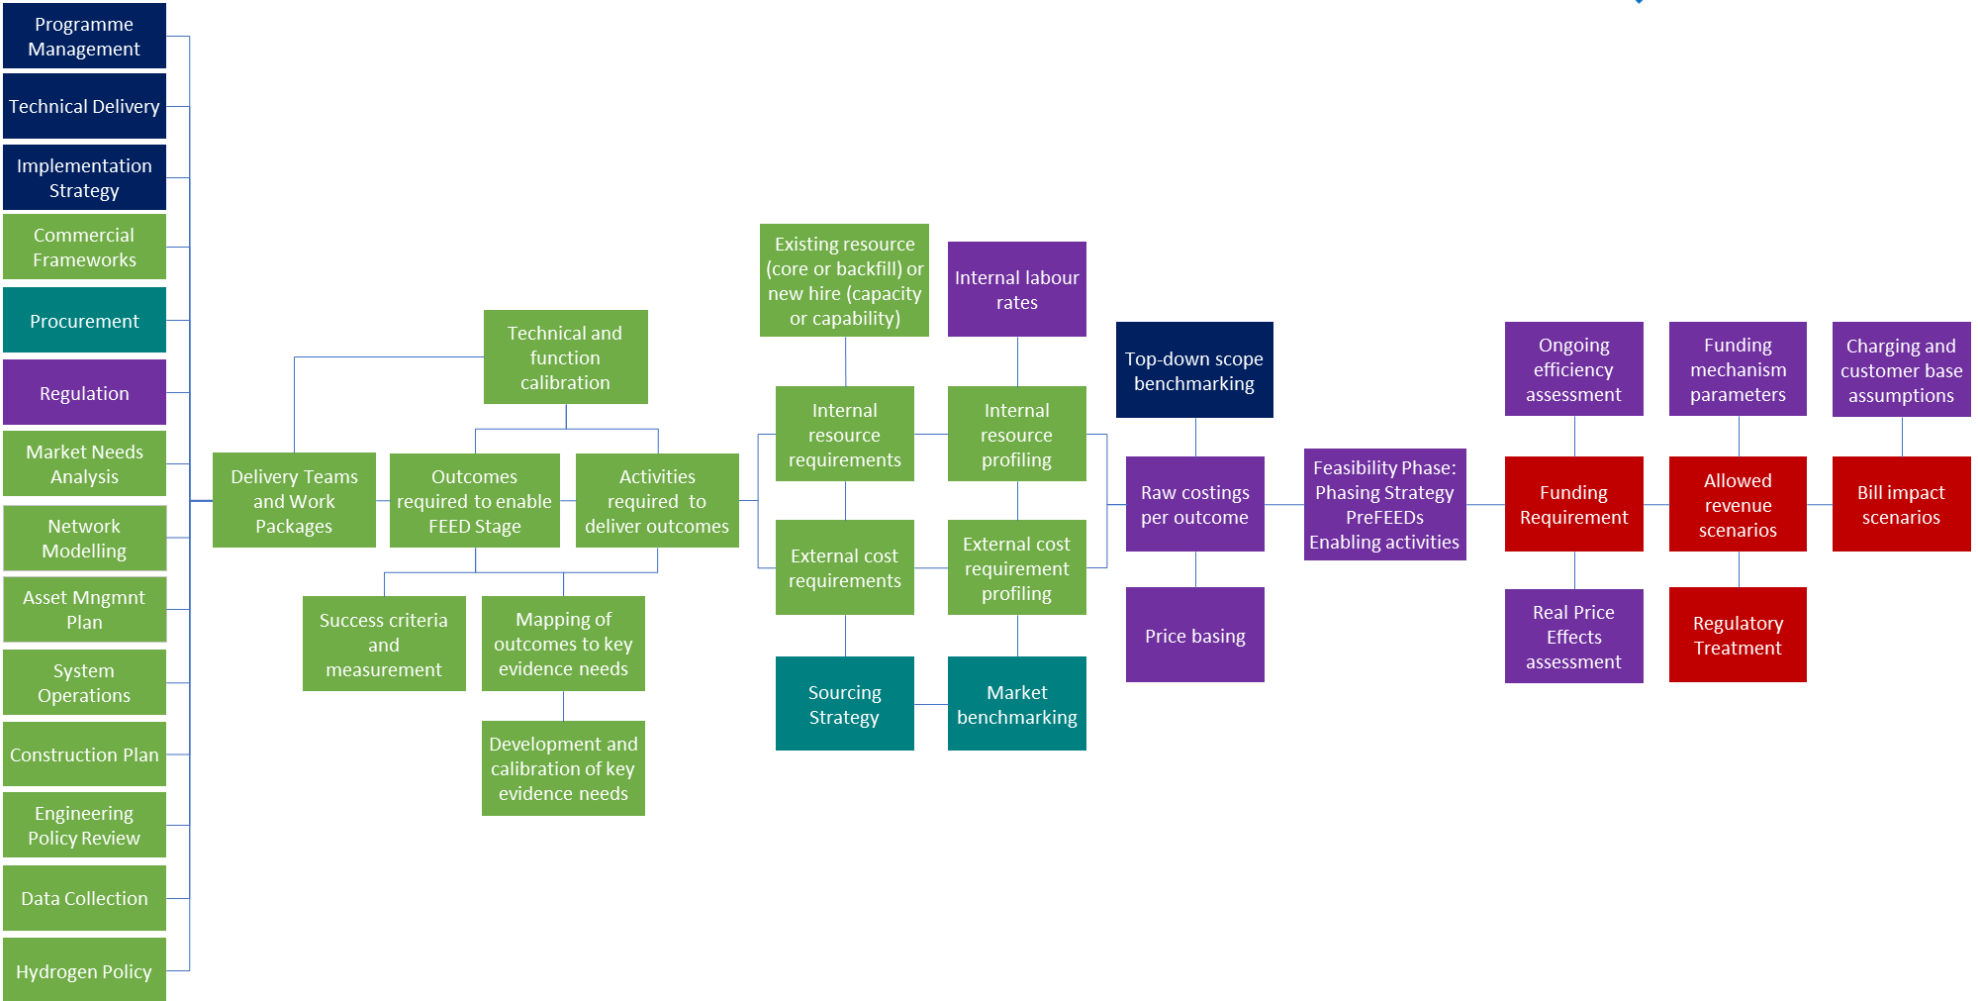 Programme
Management
Technical Delivery
Implementation
Strategy
Commercial
Frameworks
Procurement
Regulation
Market Needs
Analysis
Network
Modelling
Asset Mngmnt
Plan
System
Operations
Construction Plan
Engineering
Policy Review
Data Collection
Hydrogen Policy
Delivery Teams
and Work
Packages
Technical and
function
calibration
Outcomes
required to enable
FEED Stage
Activities
required to
deliver outcomes
Success criteria
and
measurement
Mapping of
outcomes to key
evidence needs
Development and
calibration of key
evidence needs
Existing resource
(core or backfill) or
new hire (capacity
or capability)
Internal labour
rates
Internal
resource
requirements
Internal
resource
profiling
External cost
requirements
External cost
requirement
profiling
Sourcing
Strategy
Market
benchmarking
Top-down scope
benchmarking
Raw costings
per outcome
Price basing
Feasibility Phase:
Phasing Strategy
PreFEEDs
Enabling activities
Ongoing
efficiency
assessment
Funding
Requirement
Real Price
Effects
assessment
Funding
mechanism
parameters
Allowed
revenue
scenarios
Regulatory
Treatment
Charging and
customer base
assumptions
Bill impact
scenarios